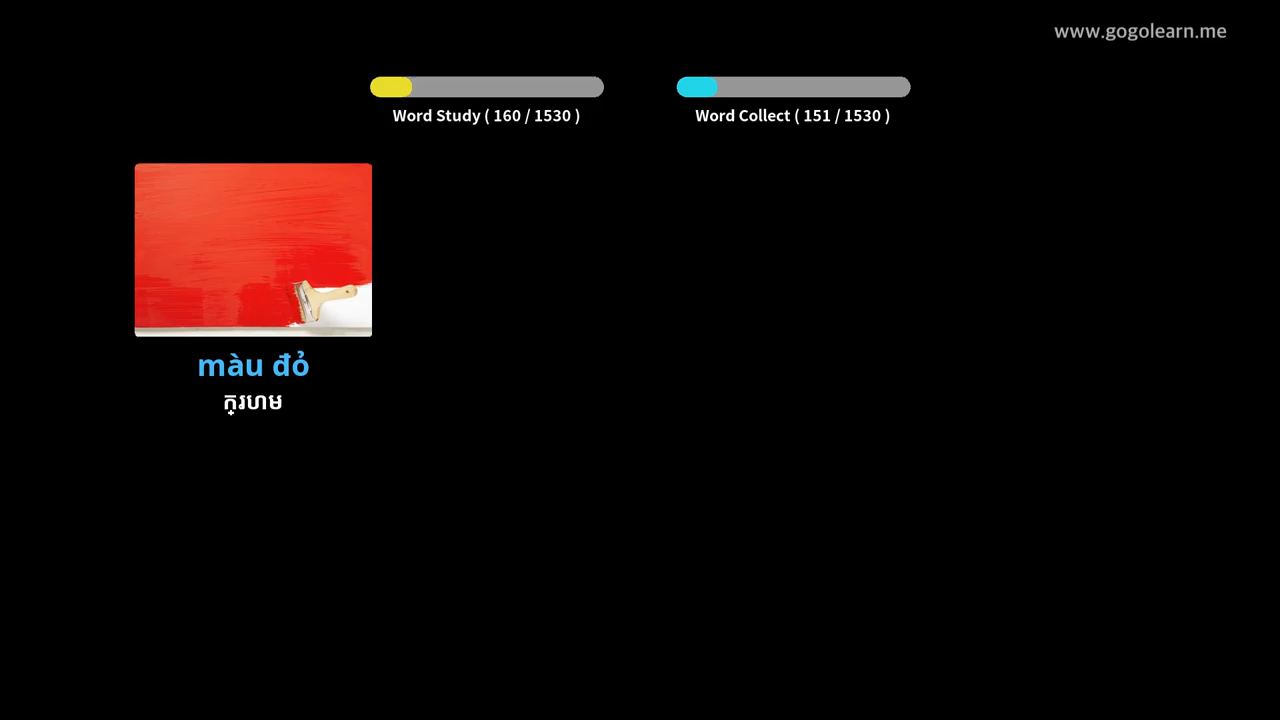 www.gogolearn.me
Word Study ( 160 / 1530 )
Word Collect ( 151 / 1530 )
màu đỏ
ក្រហម